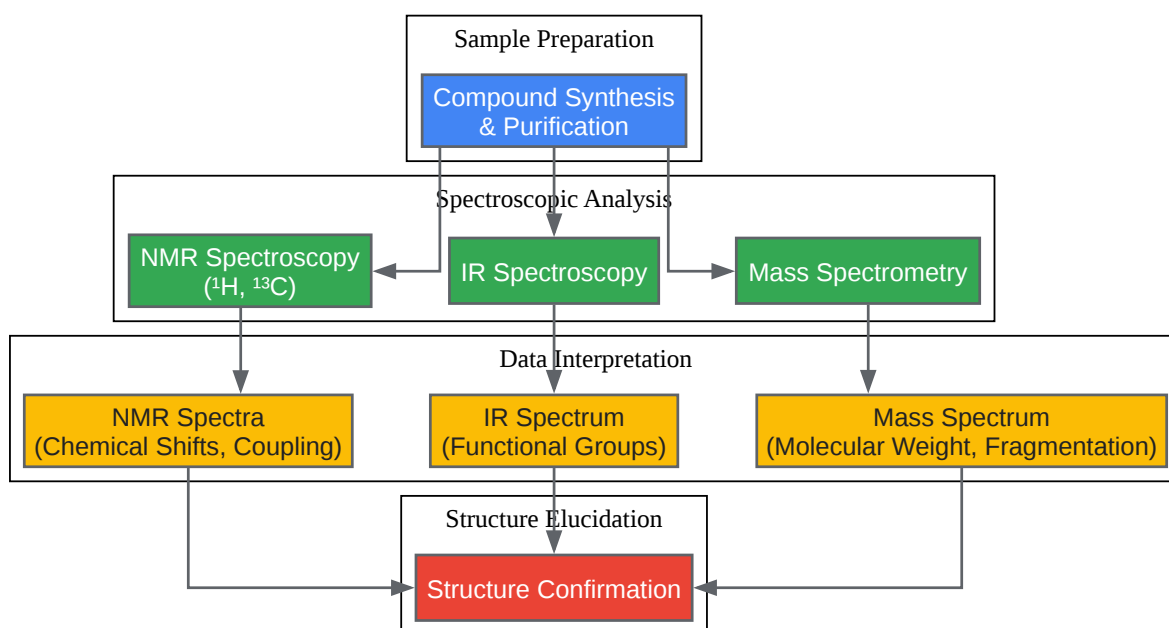 Sample Preparation
Compound Synthesis
& Purification
Spectroscopic Analysis
NMR Spectroscopy
(¹H, ¹³C)
IR Spectroscopy
Mass Spectrometry
Data Interpretation
NMR Spectra
(Chemical Shifts, Coupling)
IR Spectrum
(Functional Groups)
Mass Spectrum
(Molecular Weight, Fragmentation)
Structure Elucidation
Structure Confirmation